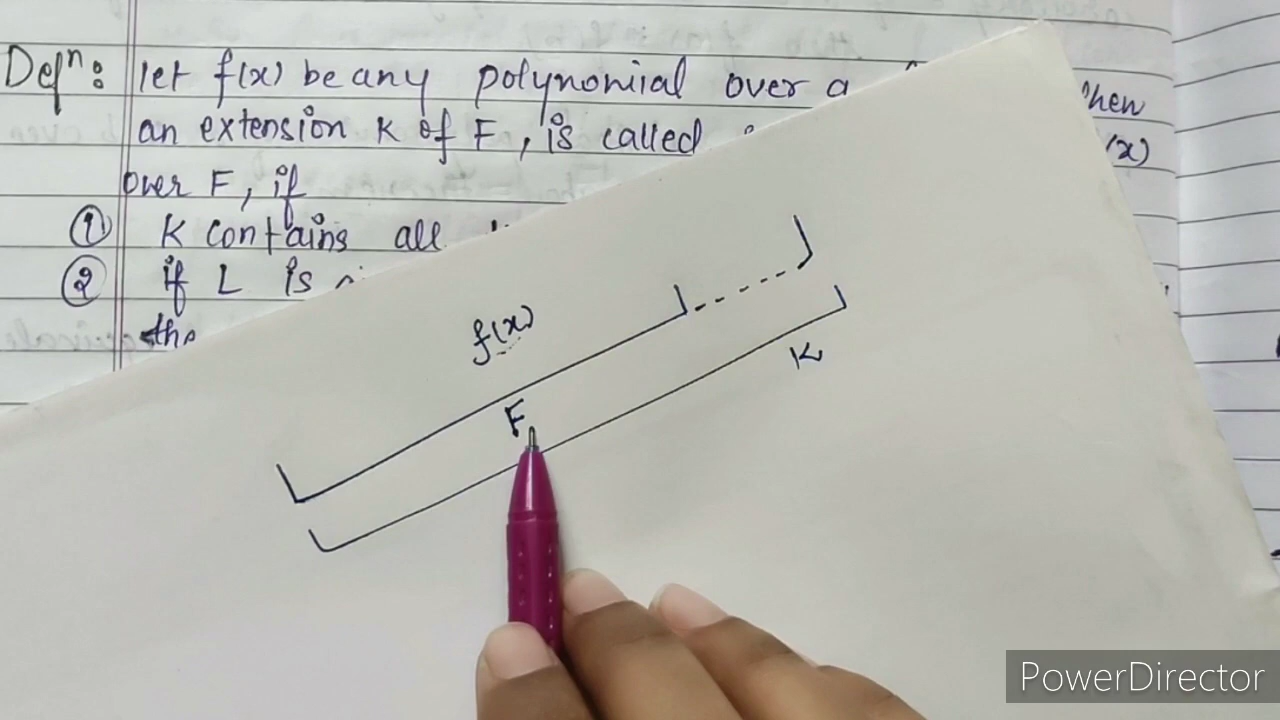 Defⁿ: let f(x) be any polynomial over a
then
an extension K of F, is called
(x)
over F, if
① K contains all
② if L is
the
f(x)
F
K
PowerDirector